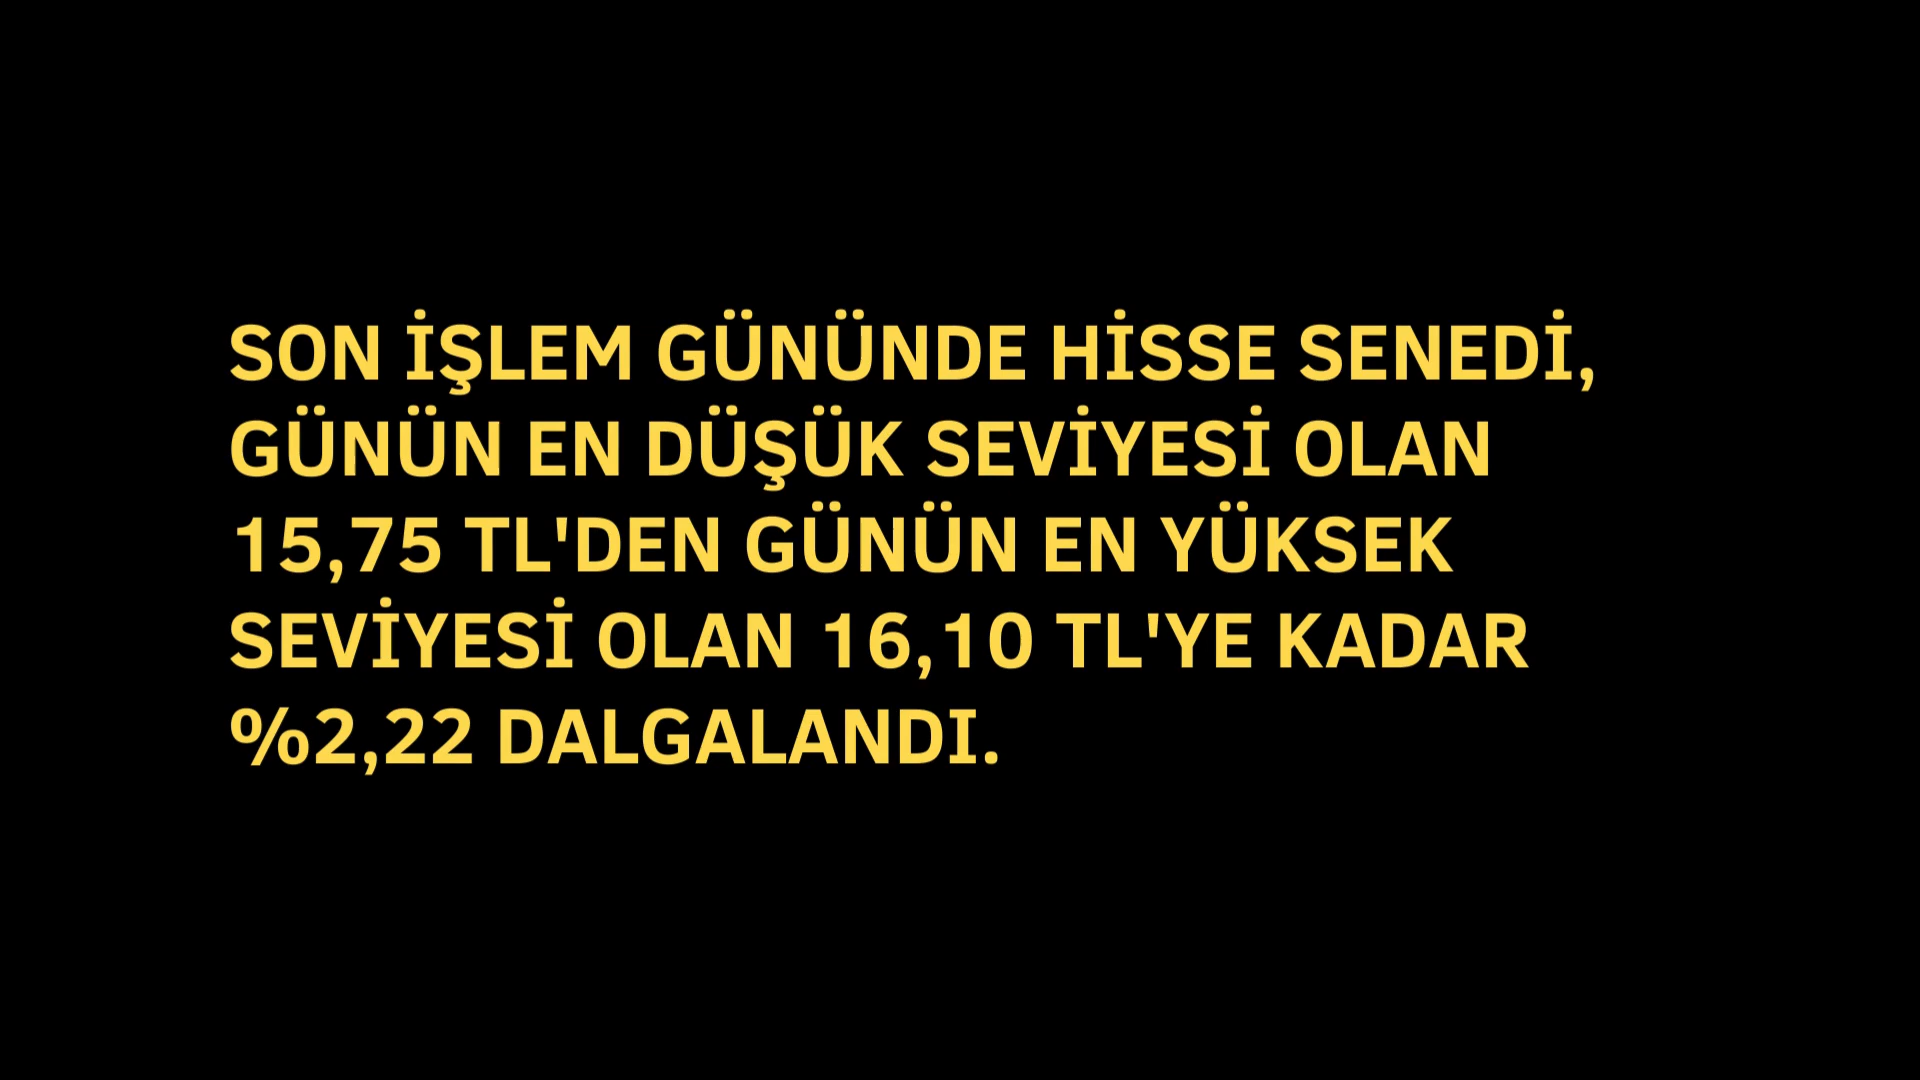 SON İŞLEM GÜNÜNDE HİSSE SENEDİ,
GÜNÜN EN DÜŞÜK SEVİYESİ OLAN
15,75 TL'DEN GÜNÜN EN YÜKSEK
SEVİYESİ OLAN 16,10 TL'YE KADAR
%2,22 DALGALANDI.